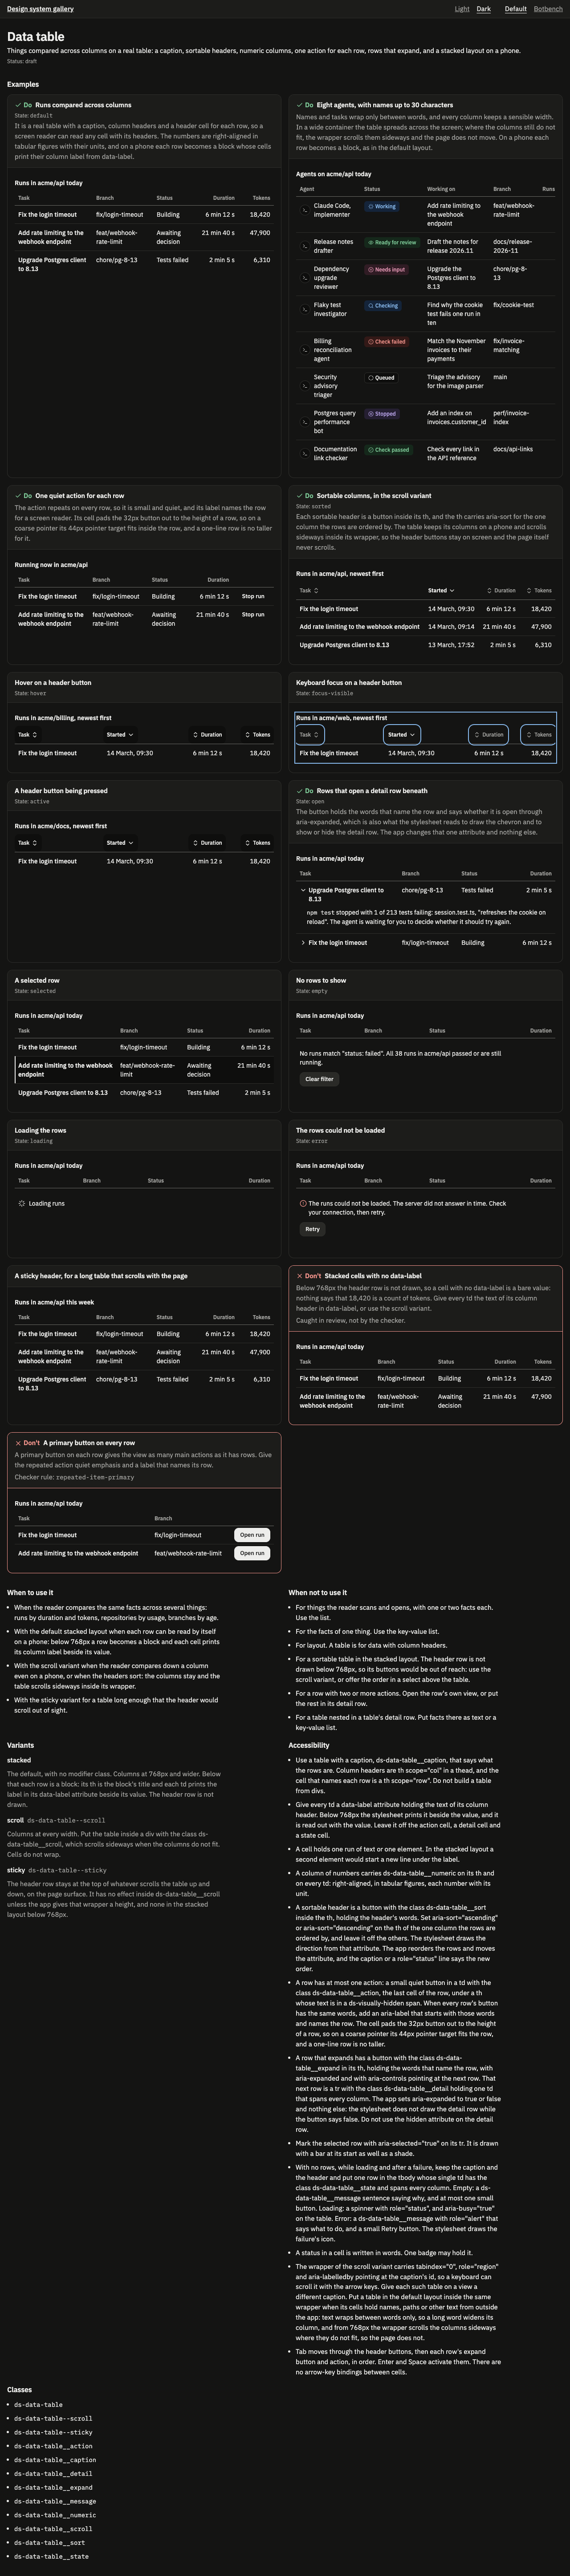 Design system gallery
Light Dark Default Botbench
Data table
Things compared across columns on a real table: a caption, sortable headers, numeric columns, one action for each row, rows that expand, and a stacked layout on a phone.
Status: draft
Examples
Do Runs compared across columns
State: default
It is a real table with a caption, column headers and a header cell for each row, so a
screen reader can read any cell with its headers. The numbers are right-aligned in
tabular figures with their units, and on a phone each row becomes a block whose cells
print their column label from data-label.
Runs in acme/api today
Task Branch Status Duration Tokens
Fix the login timeout fix/login-timeout Building 6 min 12 s 18,420
Add rate limiting to the feat/webhook- Awaiting 21 min 40 s 47,900
webhook endpoint rate-limit decision
Upgrade Postgres client chore/pg-8-13 Tests failed 2 min 5 s 6,310
to 8.13
Do Eight agents, with names up to 30 characters
Names and tasks wrap only between words, and every column keeps a sensible
width. In a wide container the table spreads across the screen; where the columns still do not
fit, the wrapper scrolls them sideways and the page does not move. On a phone each
row becomes a block, as in the default layout.
Agents on acme/api today
Agent Status Working on Branch Runs
Claude Code, Working Add rate limiting to feat/webhook-
implementer the webhook rate-limit
endpoint
Release notes Ready for review Draft the notes for docs/release-
drafter release 2026.11 2026-11
Dependency Needs input Upgrade the chore/pg-8-
upgrade Postgres client to 13
reviewer 8.13
Flaky test Checking Find why the cookie fix/cookie-test
investigator test fails one run in
ten
Billing Check failed Match the November fix/invoice-
reconciliation invoices to their matching
agent payments
Security Queued Triage the advisory main
advisory for the image parser
triager
Postgres query Stopped Add an index on perf/invoice-
performance invoices.customer_id index
bot
Documentation Check passed Check every link in docs/api-links
link checker the API reference
Do One quiet action for each row
The action repeats on every row, so it is small and quiet, and its label names the row
for a screen reader. Its cell pads the 32px button out to the height of a row, so on a
coarse pointer its 44px pointer target fits inside the row, and a one-line row is no taller
for it.
Running now in acme/api
Task Branch Status Duration
Fix the login timeout fix/login-timeout Building 6 min 12 s Stop run
Add rate limiting to the feat/webhook- Awaiting 21 min 40 s Stop run
webhook endpoint rate-limit decision
Do Sortable columns, in the scroll variant
State: sorted
Each sortable header is a button inside its th, and the th carries aria-sort for the one
column the rows are ordered by. The table keeps its columns on a phone and scrolls
sideways inside its wrapper, so the header buttons stay on screen and the page itself
never scrolls.
Runs in acme/api, newest first
Task Started Duration Tokens
Fix the login timeout 14 March, 09:30 6 min 12 s 18,420
Add rate limiting to the webhook endpoint 14 March, 09:14 21 min 40 s 47,900
Upgrade Postgres client to 8.13 13 March, 17:52 2 min 5 s 6,310
Hover on a header button
State: hover
Runs in acme/billing, newest first
Task Started Duration Tokens
Fix the login timeout 14 March, 09:30 6 min 12 s 18,420
Keyboard focus on a header button
State: focus-visible
Runs in acme/web, newest first
Task Started Duration Tokens
Fix the login timeout 14 March, 09:30 6 min 12 s 18,420
A header button being pressed
State: active
Runs in acme/docs, newest first
Task Started Duration Tokens
Fix the login timeout 14 March, 09:30 6 min 12 s 18,420
Do Rows that open a detail row beneath
State: open
The button holds the words that name the row and says whether it is open through
aria-expanded, which is also what the stylesheet reads to draw the chevron and to
show or hide the detail row. The app changes that one attribute and nothing else.
Runs in acme/api today
Task Branch Status Duration
Upgrade Postgres client to chore/pg-8-13 Tests failed 2 min 5 s
8.13
npm test stopped with 1 of 213 tests failing: session.test.ts, "refreshes the cookie on
reload". The agent is waiting for you to decide whether it should try again.
Fix the login timeout fix/login-timeout Building 6 min 12 s
A selected row
State: selected
Runs in acme/api today
Task Branch Status Duration
Fix the login timeout fix/login-timeout Building 6 min 12 s
Add rate limiting to the webhook feat/webhook-rate- Awaiting 21 min 40 s
endpoint limit decision
Upgrade Postgres client to 8.13 chore/pg-8-13 Tests failed 2 min 5 s
No rows to show
State: empty
Runs in acme/api today
Task Branch Status Duration
No runs match "status: failed". All 38 runs in acme/api passed or are still
running.
Clear filter
Loading the rows
State: loading
Runs in acme/api today
Task Branch Status Duration
Loading runs
The rows could not be loaded
State: error
Runs in acme/api today
Task Branch Status Duration
The runs could not be loaded. The server did not answer in time. Check
your connection, then retry.
Retry
A sticky header, for a long table that scrolls with the page
Runs in acme/api this week
Task Branch Status Duration Tokens
Fix the login timeout fix/login-timeout Building 6 min 12 s 18,420
Add rate limiting to the feat/webhook- Awaiting 21 min 40 s 47,900
webhook endpoint rate-limit decision
Upgrade Postgres client chore/pg-8-13 Tests failed 2 min 5 s 6,310
to 8.13
Don't Stacked cells with no data-label
Below 768px the header row is not drawn, so a cell with no data-label is a bare value:
nothing says that 18,420 is a count of tokens. Give every td the text of its column
header in data-label, or use the scroll variant.
Caught in review, not by the checker.
Runs in acme/api today
Task Branch Status Duration Tokens
Fix the login timeout fix/login-timeout Building 6 min 12 s 18,420
Add rate limiting to the feat/webhook- Awaiting 21 min 40 s 47,900
webhook endpoint rate-limit decision
Don't A primary button on every row
A primary button on each row gives the view as many main actions as it has rows. Give
the repeated action quiet emphasis and a label that names its row.
Checker rule: repeated-item-primary
Runs in acme/api today
Task Branch
Fix the login timeout fix/login-timeout Open run
Add rate limiting to the webhook endpoint feat/webhook-rate-limit Open run
When to use it
When the reader compares the same facts across several things:
runs by duration and tokens, repositories by usage, branches by age.
With the default stacked layout when each row can be read by itself
on a phone: below 768px a row becomes a block and each cell prints
its column label beside its value.
With the scroll variant when the reader compares down a column
even on a phone, or when the headers sort: the columns stay and the
table scrolls sideways inside its wrapper.
With the sticky variant for a table long enough that the header would
scroll out of sight.
When not to use it
For things the reader scans and opens, with one or two facts each.
Use the list.
For the facts of one thing. Use the key-value list.
For layout. A table is for data with column headers.
For a sortable table in the stacked layout. The header row is not
drawn below 768px, so its buttons would be out of reach: use the
scroll variant, or offer the order in a select above the table.
For a row with two or more actions. Open the row's own view, or put
the rest in its detail row.
For a table nested in a table's detail row. Put facts there as text or a
key-value list.
Variants
stacked
The default, with no modifier class. Columns at 768px and wider. Below
that each row is a block: its th is the block's title and each td prints the
label in its data-label attribute beside its value. The header row is not
drawn.
scroll ds-data-table--scroll
Columns at every width. Put the table inside a div with the class ds-
data-table__scroll, which scrolls sideways when the columns do not fit.
Cells do not wrap.
sticky ds-data-table--sticky
The header row stays at the top of whatever scrolls the table up and
down, on the page surface. It has no effect inside ds-data-table__scroll
unless the app gives that wrapper a height, and none in the stacked
layout below 768px.
Accessibility
Use a table with a caption, ds-data-table__caption, that says what
the rows are. Column headers are th scope="col" in a thead, and the
cell that names each row is a th scope="row". Do not build a table
from divs.
Give every td a data-label attribute holding the text of its column
header. Below 768px the stylesheet prints it beside the value, and it
is read out with the value. Leave it off the action cell, a detail cell and
a state cell.
A cell holds one run of text or one element. In the stacked layout a
second element would start a new line under the label.
A column of numbers carries ds-data-table__numeric on its th and
on every td: right-aligned, in tabular figures, each number with its
unit.
A sortable header is a button with the class ds-data-table__sort
inside the th, holding the header's words. Set aria-sort="ascending"
or aria-sort="descending" on the th of the one column the rows are
ordered by, and leave it off the others. The stylesheet draws the
direction from that attribute. The app reorders the rows and moves
the attribute, and the caption or a role="status" line says the new
order.
A row has at most one action: a small quiet button in a td with the
class ds-data-table__action, the last cell of the row, under a th
whose text is in a ds-visually-hidden span. When every row's button
has the same words, add an aria-label that starts with those words
and names the row. The cell pads the 32px button out to the height
of a row, so on a coarse pointer its 44px pointer target fits the row,
and a one-line row is no taller.
A row that expands has a button with the class ds-data-
table__expand in its th, holding the words that name the row, with
aria-expanded and with aria-controls pointing at the next row. That
next row is a tr with the class ds-data-table__detail holding one td
that spans every column. The app sets aria-expanded to true or false
and nothing else: the stylesheet does not draw the detail row while
the button says false. Do not use the hidden attribute on the detail
row.
Mark the selected row with aria-selected="true" on its tr. It is drawn
with a bar at its start as well as a shade.
With no rows, while loading and after a failure, keep the caption and
the header and put one row in the tbody whose single td has the
class ds-data-table__state and spans every column. Empty: a ds-
data-table__message sentence saying why, and at most one small
button. Loading: a spinner with role="status", and aria-busy="true"
on the table. Error: a ds-data-table__message with role="alert" that
says what to do, and a small Retry button. The stylesheet draws the
failure's icon.
A status in a cell is written in words. One badge may hold it.
The wrapper of the scroll variant carries tabindex="0", role="region"
and aria-labelledby pointing at the caption's id, so a keyboard can
scroll it with the arrow keys. Give each such table on a view a
different caption. Put a table in the default layout inside the same
wrapper when its cells hold names, paths or other text from outside
the app: text wraps between words only, so a long word widens its
column, and from 768px the wrapper scrolls the columns sideways
where they do not fit, so the page does not.
Tab moves through the header buttons, then each row's expand
button and action, in order. Enter and Space activate them. There are
no arrow-key bindings between cells.
Classes
ds-data-table
ds-data-table--scroll
ds-data-table--sticky
ds-data-table__action
ds-data-table__caption
ds-data-table__detail
ds-data-table__expand
ds-data-table__message
ds-data-table__numeric
ds-data-table__scroll
ds-data-table__sort
ds-data-table__state